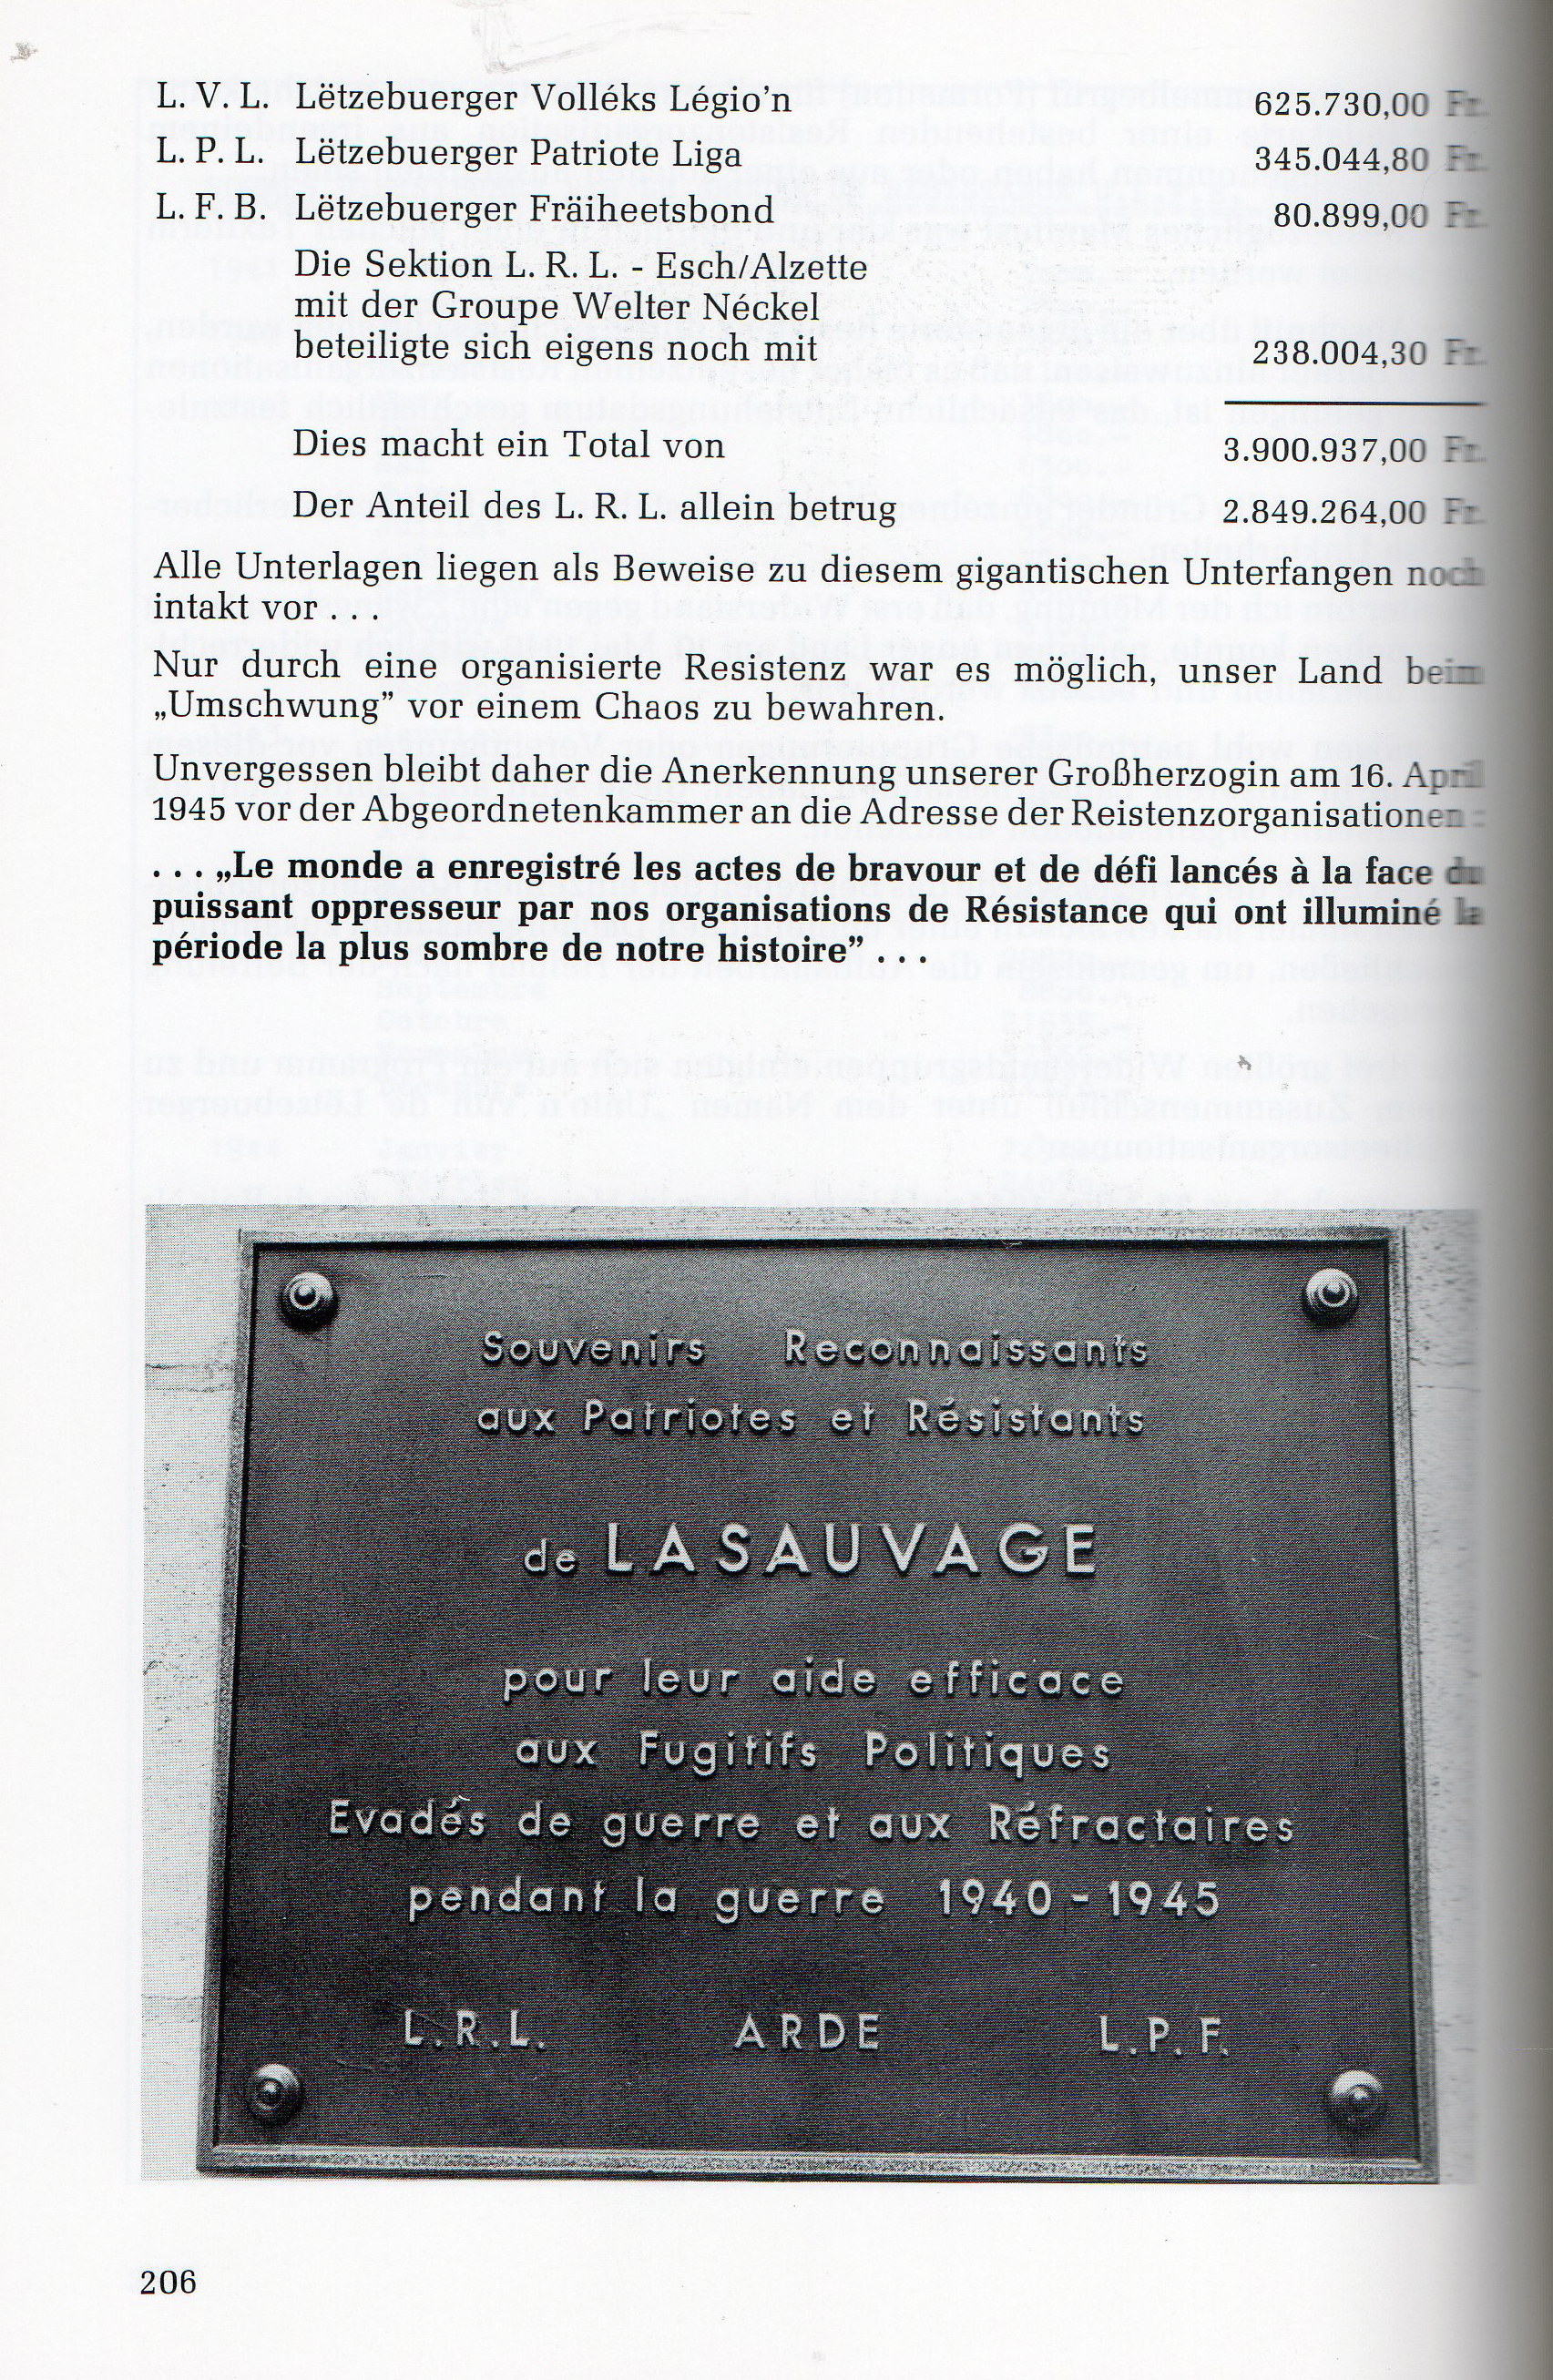 L. V. L. Lëtzebuerger Volléks Légio'n 625.730,00 Fr.
L. P. L. Lëtzebuerger Patriote Liga 345.044,80 Fr.
L. F. B. Lëtzebuerger Fräiheetsbond 80.899,00 Fr.
Die Sektion L. R. L. - Esch/Alzette
mit der Groupe Welter Néckel
beteiligte sich eigens noch mit 238.004,30 Fr.
Dies macht ein Total von 3.900.937,00 Fr.
Der Anteil des L. R. L. allein betrug 2.849.264,00 Fr.
Alle Unterlagen liegen als Beweise zu diesem gigantischen Unterfangen noch
intakt vor . . .
Nur durch eine organisierte Resistenz war es möglich, unser Land beim
„Umschwung” vor einem Chaos zu bewahren.
Unvergessen bleibt daher die Anerkennung unserer Großherzogin am 16. April
1945 vor der Abgeordnetenkammer an die Adresse der Reistenzorganisationen :
. . . „Le monde a enregistré les actes de bravour et de défi lancés à la face du
puissant oppresseur par nos organisations de Résistance qui ont illuminé la
période la plus sombre de notre histoire” . . .
Souvenirs Reconnaissants
aux Patriotes et Résistants
de LASAUVAGE
pour leur aide efficace
aux Fugitifs Politiques
Evadés de guerre et aux Réfractaires
pendant la guerre 1940 - 1945
L.R.L. ARDE L.P.F.
206